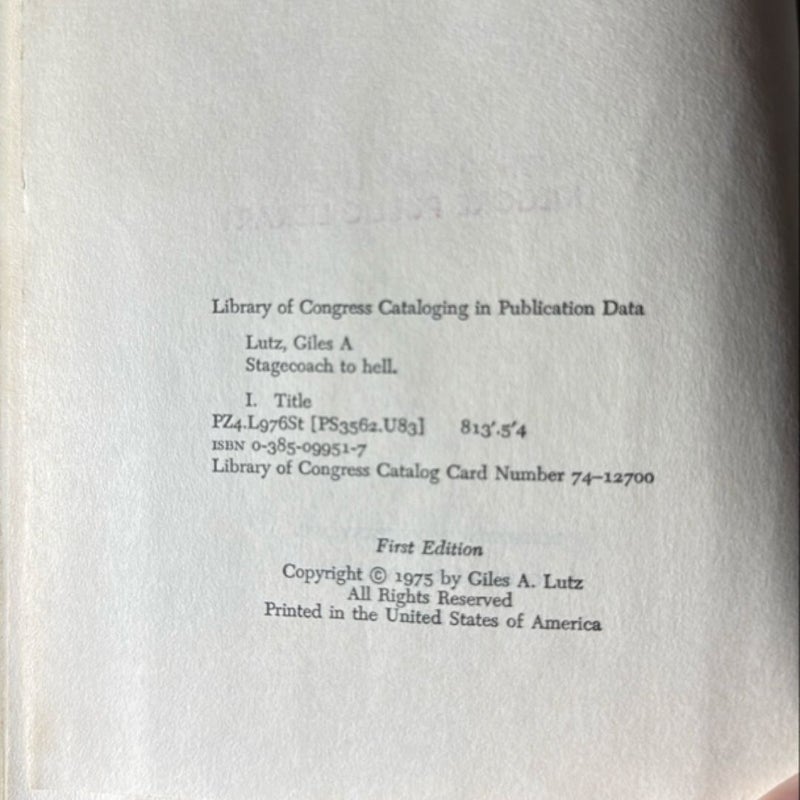 Library of Congress Cataloging in Publication Data
Lutz, Giles A
Stagecoach to hell.
I. Title
PZ4.L976St [PS3562.U83] 813'.5'4
ISBN 0-385-09951-7
Library of Congress Catalog Card Number 74-12700
First Edition
Copyright © 1975 by Giles A. Lutz
All Rights Reserved
Printed in the United States of America